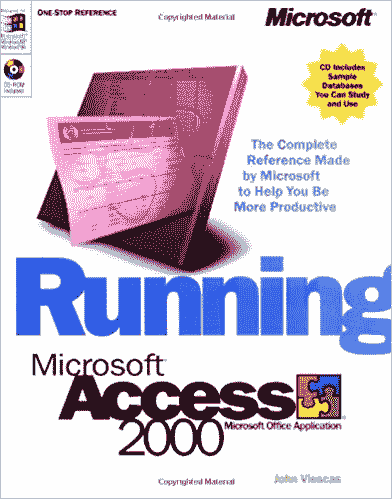 ONE-STOP REFERENCE
Copyrighted Material
Microsoft
CD-ROM
Included
CD Includes
Sample
Databases
You Can Study
and Use
The Complete
Reference Made
by Microsoft
to Help You Be
More Productive
Running
Microsoft
Access
2000
Microsoft Office Application
Copyrighted Material
John Viescas